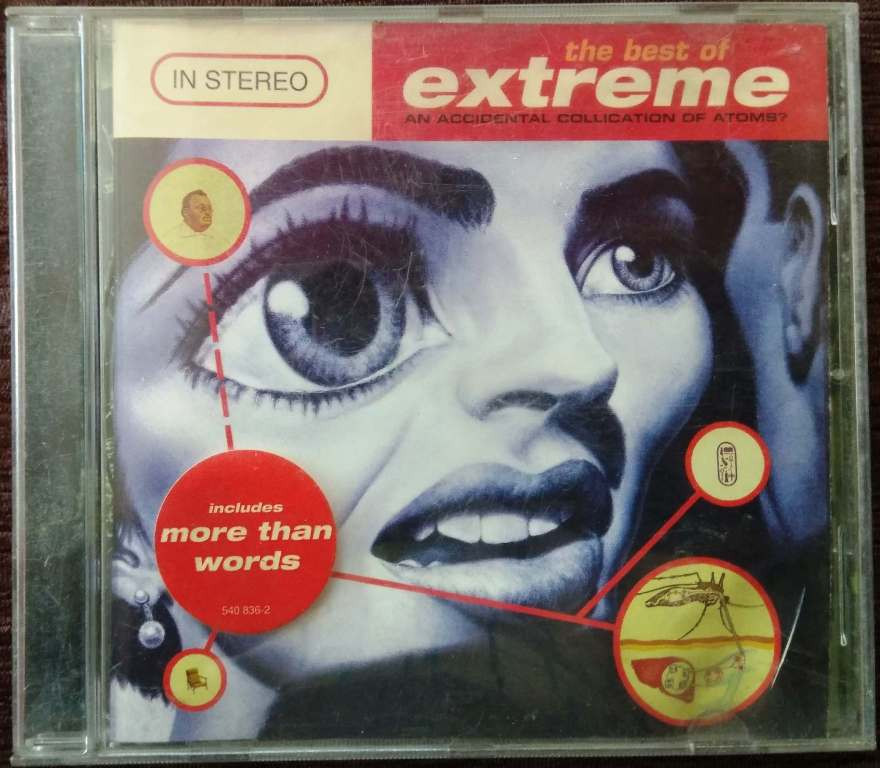 IN STEREO
the best of
extreme
AN ACCIDENTAL COLLICATION OF ATOMS?
includes
more than
words
540 836-2